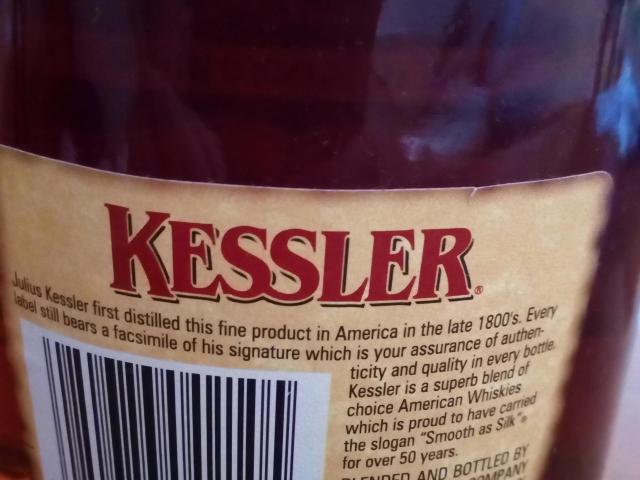 KESSLER®
Julius Kessler first distilled this fine product in America in the late 1800's. Every
label still bears a facsimile of his signature which is your assurance of authen-
ticity and quality in every bottle.
Kessler is a superb blend of
choice American Whiskies
which is proud to have carried
the slogan "Smooth as Silk"®
for over 50 years.
BLENDED AND BOTTLED BY
COMPANY